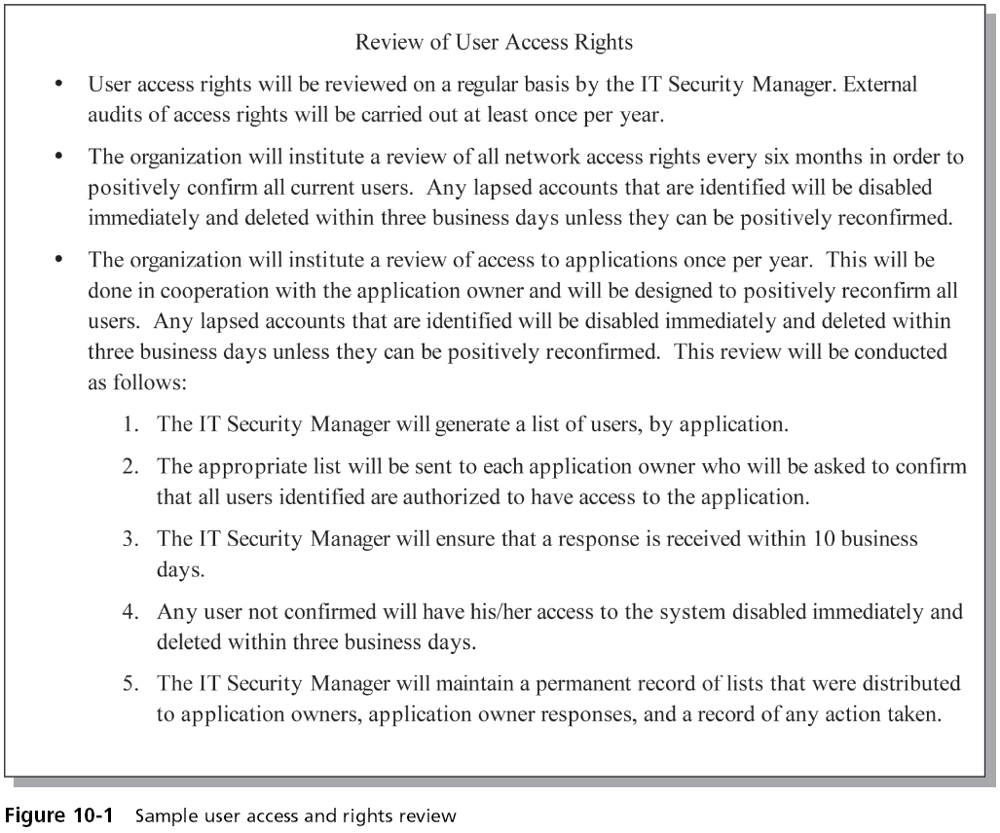 Review of User Access Rights
• User access rights will be reviewed on a regular basis by the IT Security Manager. External
audits of access rights will be carried out at least once per year.
• The organization will institute a review of all network access rights every six months in order to
positively confirm all current users. Any lapsed accounts that are identified will be disabled
immediately and deleted within three business days unless they can be positively reconfirmed.
• The organization will institute a review of access to applications once per year. This will be
done in cooperation with the application owner and will be designed to positively reconfirm all
users. Any lapsed accounts that are identified will be disabled immediately and deleted within
three business days unless they can be positively reconfirmed. This review will be conducted
as follows:
1. The IT Security Manager will generate a list of users, by application.
2. The appropriate list will be sent to each application owner who will be asked to confirm
that all users identified are authorized to have access to the application.
3. The IT Security Manager will ensure that a response is received within 10 business
days.
4. Any user not confirmed will have his/her access to the system disabled immediately and
deleted within three business days.
5. The IT Security Manager will maintain a permanent record of lists that were distributed
to application owners, application owner responses, and a record of any action taken.
Figure 10-1 Sample user access and rights review